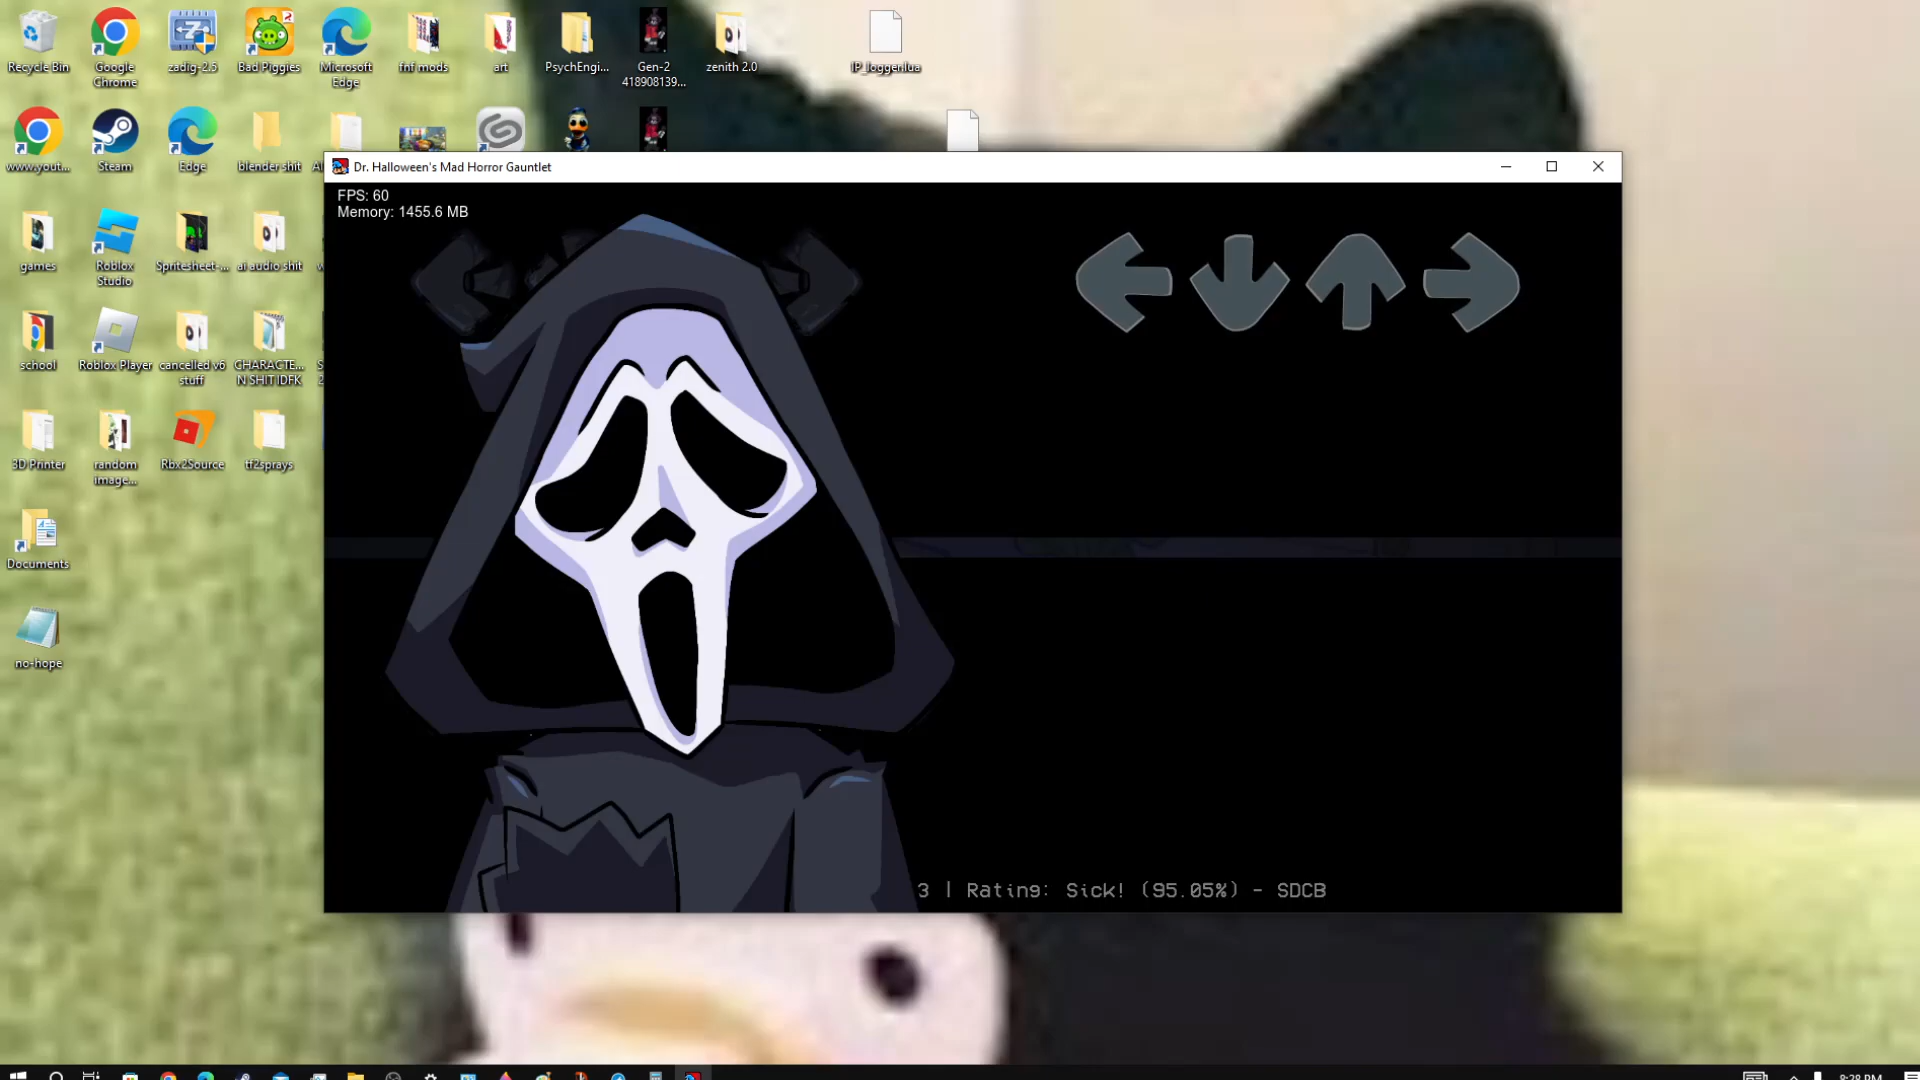 Recycle Bin
Google
Chrome
zadig-2.5
Bad Piggies
Microsoft
Edge
fnf mods
art
PsychEngi...
Gen-2
418908139...
zenith 2.0
IP_logger.lua
www.yout...
Steam
Edge
blender shit
Dr. Halloween's Mad Horror Gauntlet
FPS: 60
Memory: 1455.6 MB
games
Roblox
Studio
Spritesheet-...
ai audio shit
school
Roblox Player
cancelled v6
stuff
CHARACTE...
N SHIT IDFK
3D Printer
random
image...
Rbx2Source
tf2sprays
Documents
no-hope
3 | Rating: Sick! (95.05%) - SDCB
8:28 PM